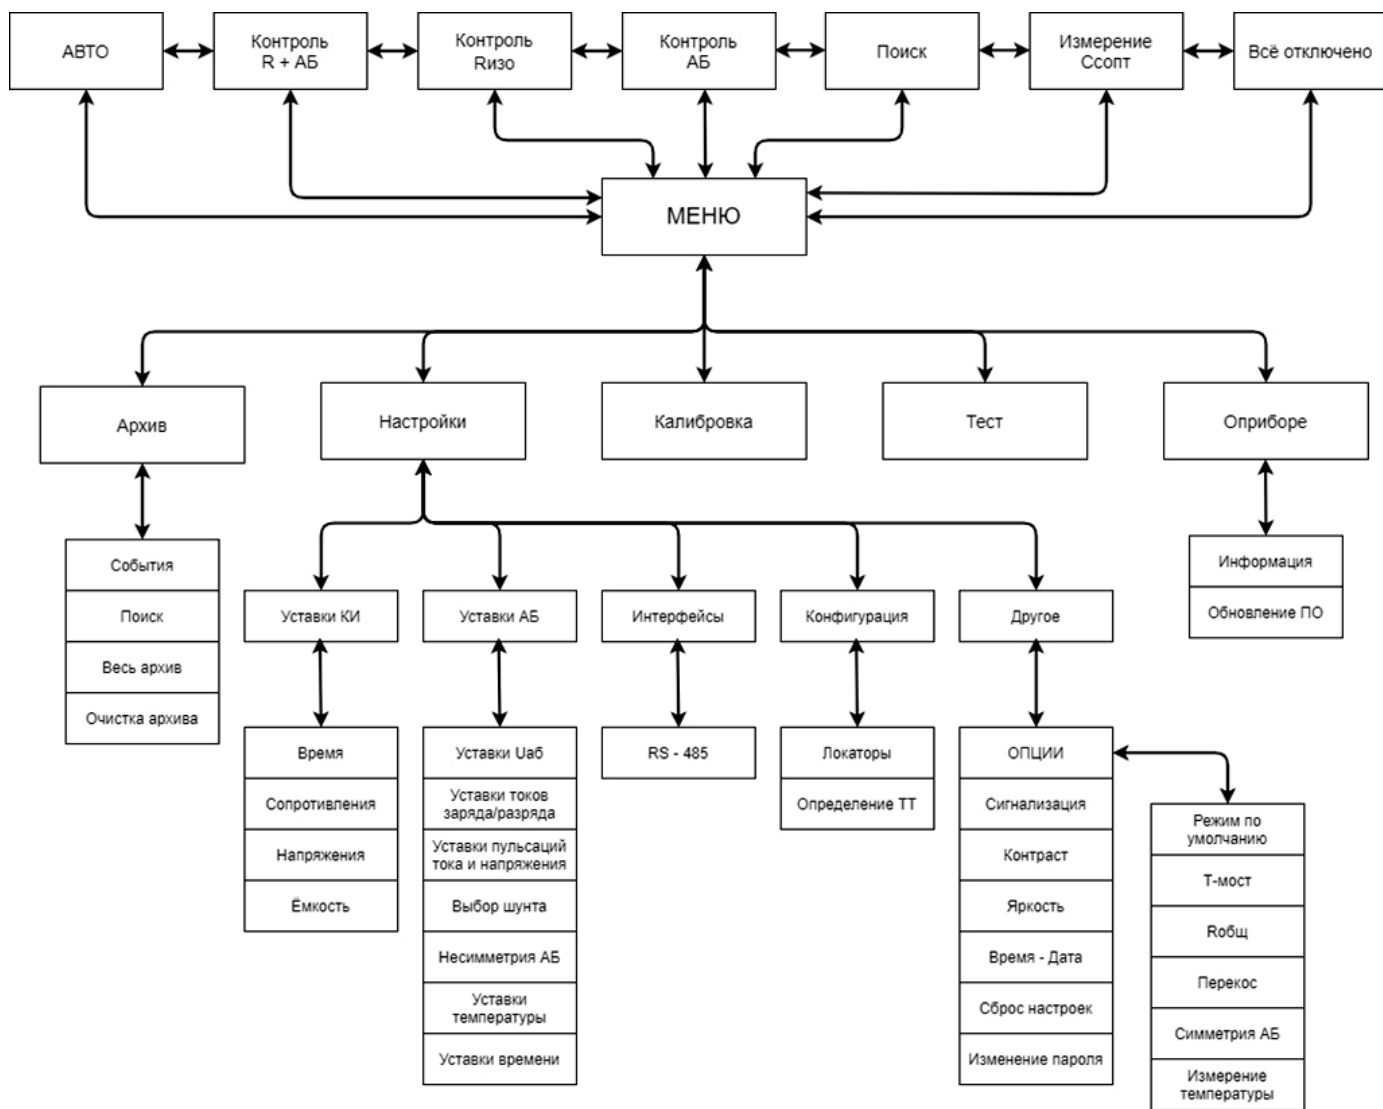 АВТО
Контроль
R + АБ
Контроль
Rизо
Контроль
АБ
Поиск
Измерение
Ссопт
Всё отключено
МЕНЮ
Архив
Настройки
Калибровка
Тест
Оприборе
События
Поиск
Весь архив
Очистка архива
Информация
Обновление ПО
Уставки КИ
Уставки АБ
Интерфейсы
Конфигурация
Другое
Время
Сопротивления
Напряжения
Ёмкость
Уставки Uаб
Уставки токов
заряда/разряда
Уставки пульсаций
тока и напряжения
Выбор шунта
Несимметрия АБ
Уставки
температуры
Уставки времени
RS - 485
Локаторы
Определение ТТ
ОПЦИИ
Сигнализация
Контраст
Яркость
Время - Дата
Сброс настроек
Изменение пароля
Режим по
умолчанию
Т-мост
Rобщ
Перекос
Симметрия АБ
Измерение
температуры